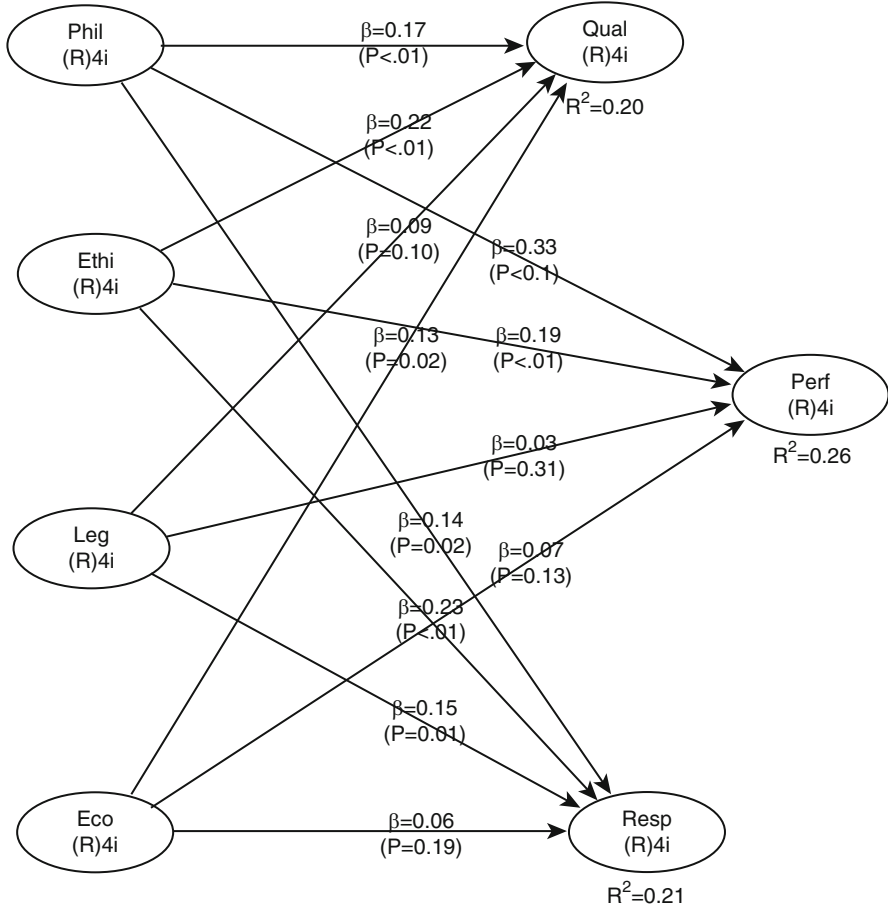 Phil
(R)4i
β=0.17
(P<.01)
Qual
(R)4i
R²=0.20
β=0.22
(P<.01)
β=0.09
(P=0.10)
β=0.33
(P<0.1)
Ethi
(R)4i
β=0.13
(P=0.02)
β=0.19
(P<.01)
Perf
(R)4i
R²=0.26
β=0.03
(P=0.31)
Leg
(R)4i
β=0.14
(P=0.02)
β=0.07
(P=0.13)
β=0.23
(P<.01)
β=0.15
(P=0.01)
Eco
(R)4i
β=0.06
(P=0.19)
Resp
(R)4i
R²=0.21